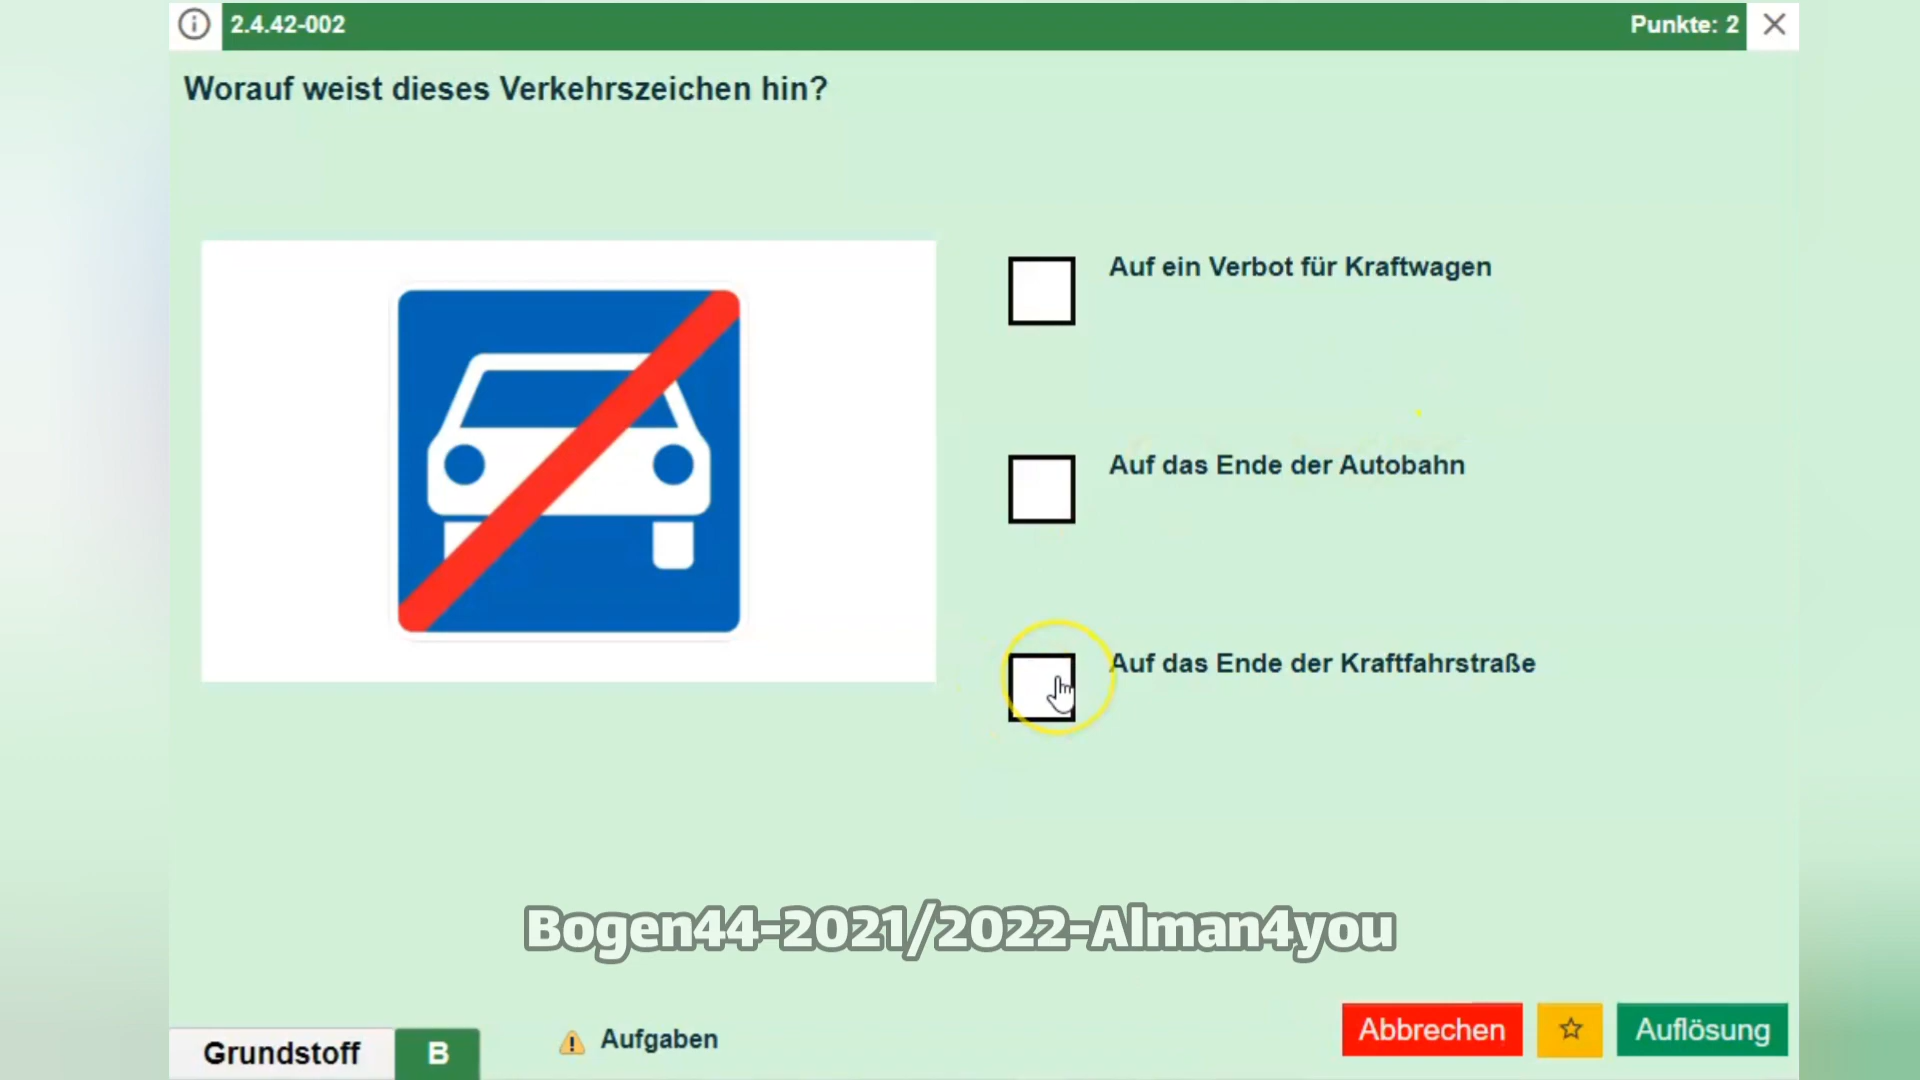 2.4.42-002
Punkte: 2
Worauf weist dieses Verkehrszeichen hin?
Auf ein Verbot für Kraftwagen
Auf das Ende der Autobahn
Auf das Ende der Kraftfahrstraße
Bogen44-2021/2022-Alman4you
Grundstoff
B
Aufgaben
Abbrechen
Auflösung